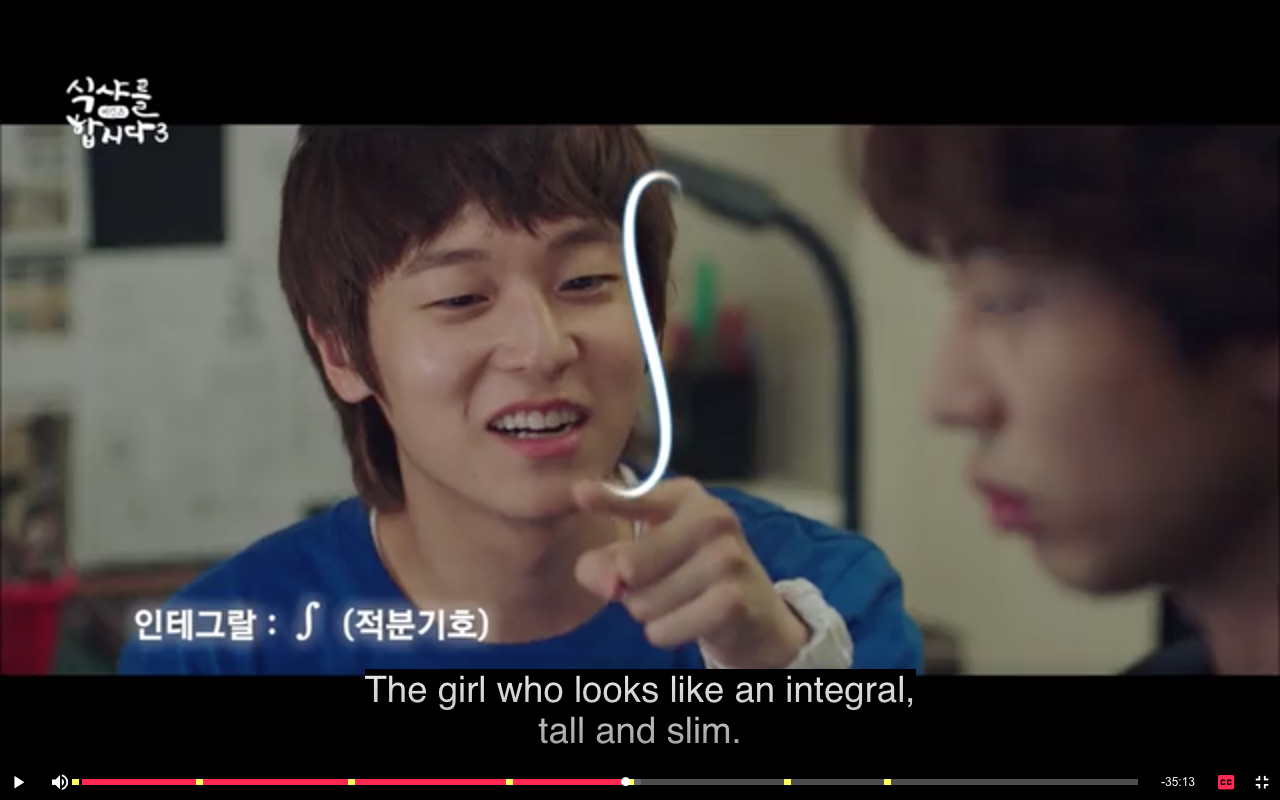 식샤를
합시다3
인테그랄 : ∫ (적분기호)
The girl who looks like an integral,
tall and slim.
-35:13
CC